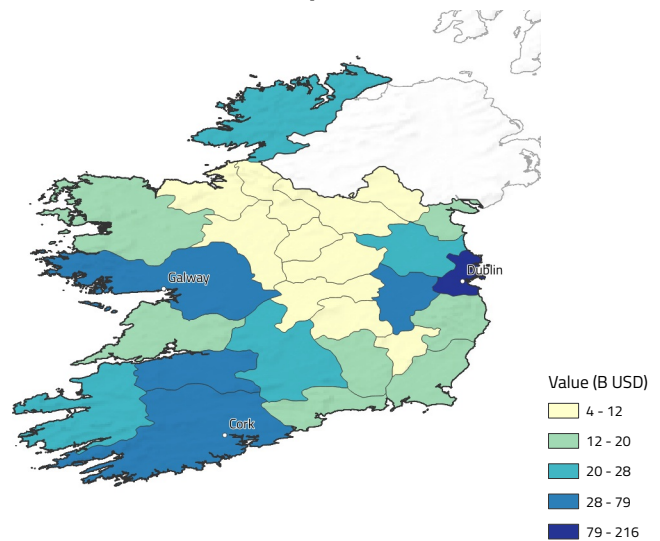 Galway
Dublin
Cork
Value (B USD)
4 - 12
12 - 20
20 - 28
28 - 79
79 - 216